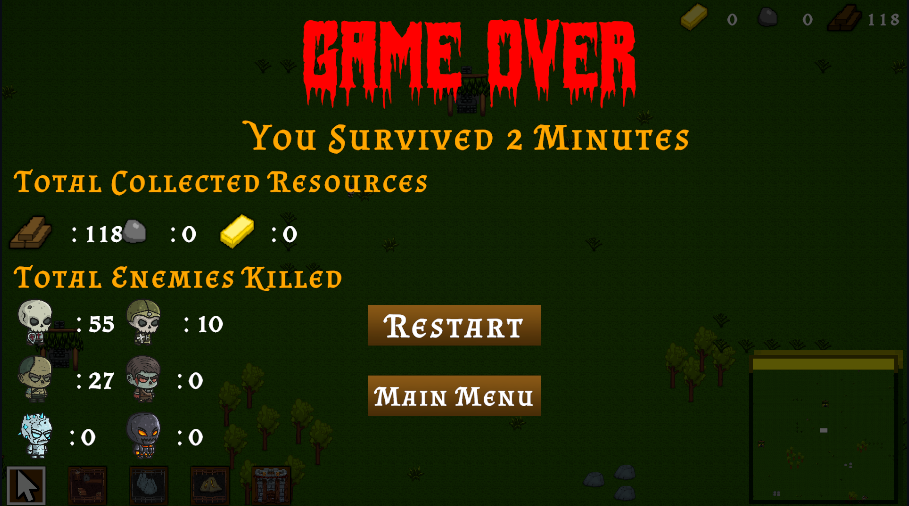 0 0 118
GAME OVER
You Survived 2 Minutes
Total Collected Resources
:118 :0 :0
Total Enemies Killed
:55 :10
:27 :0
:0 :0
Restart
Main Menu